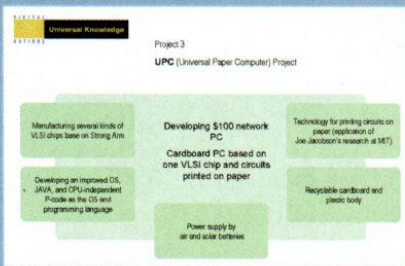 DIGITAL
Universal Knowledge
NATIONS
Project 3
UPC (Universal Paper Computer) Project
Manufacturing several kinds of
VLSI chips base on Strong Arm
Developing an improved OS,
JAVA, and CPU-independent
P-code as the OS and
programming language
Developing $100 network
PC
Cardboard PC based on
one VLSI chip and circuits
printed on paper
Power supply by
air and solar batteries
Technology for printing circuits on
paper (application of
Joe Jacobson's research at MIT)
Recyclable cardboard and
plastic body